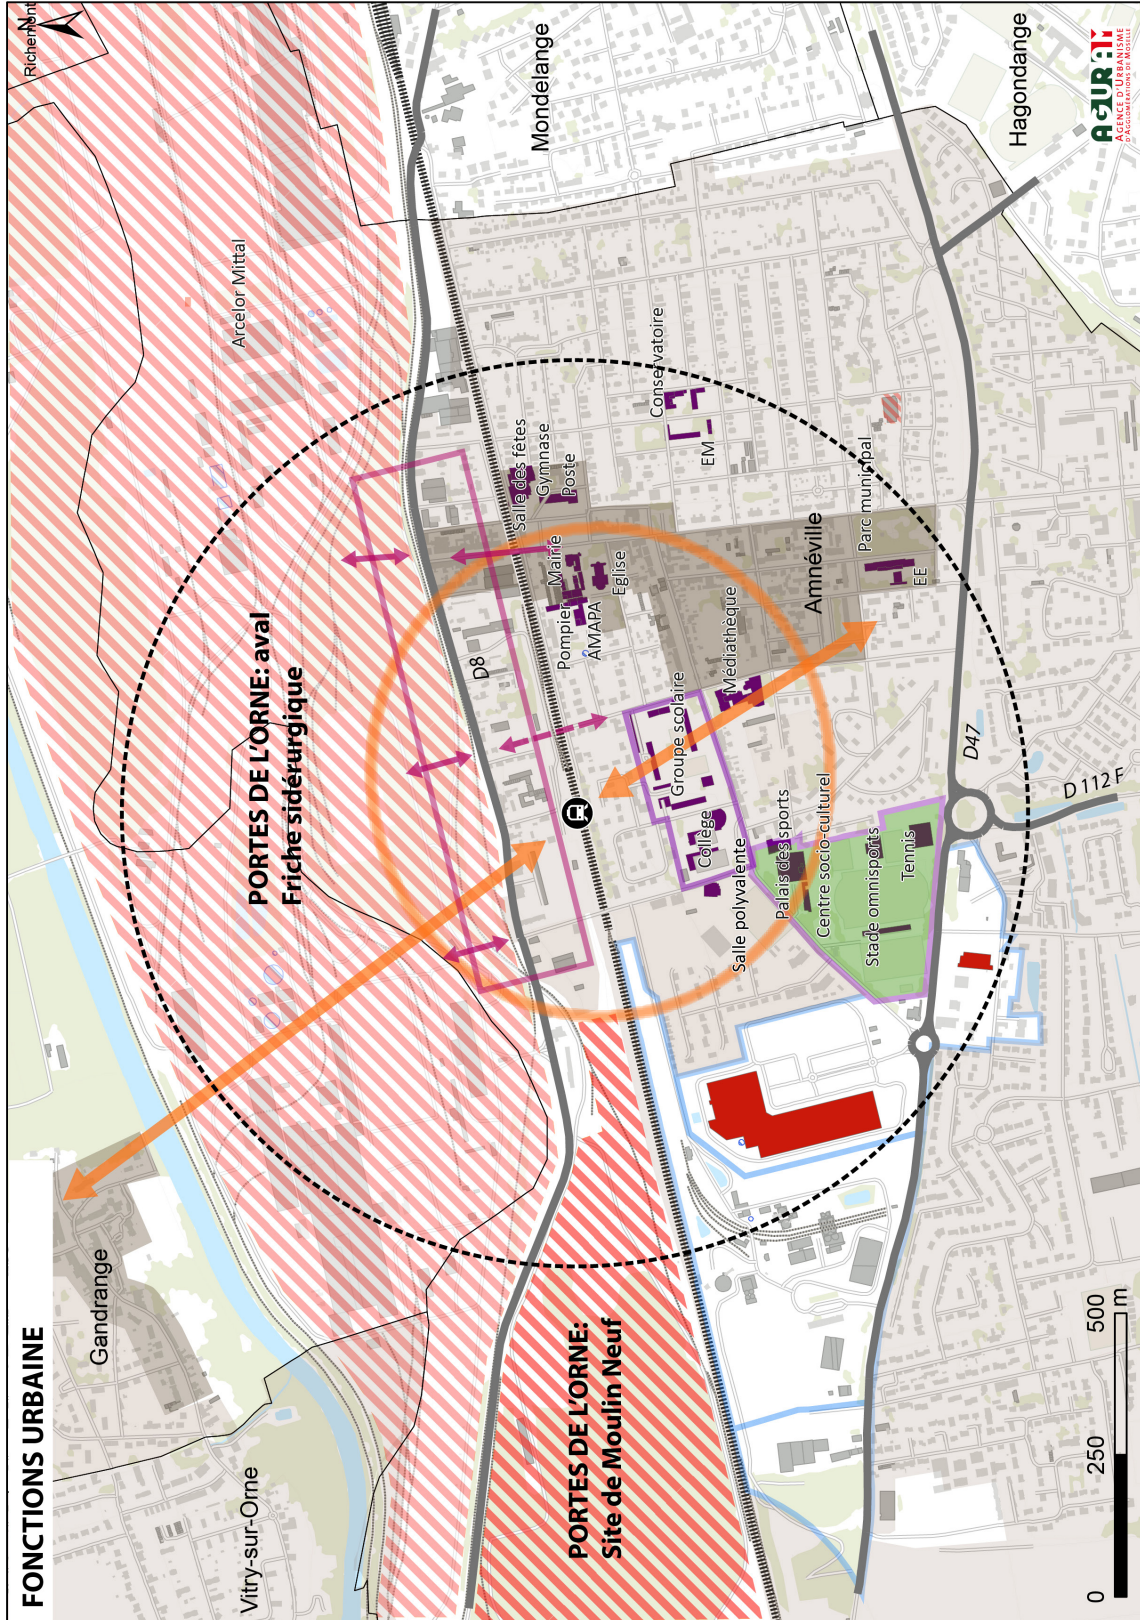 FONCTIONS URBAINE
Richemont
N
Gandrange
Vitry-sur-Orne
Arcelor Mittal
Mondelange
Hagondange
PORTES DE L'ORNE: aval
Friche sidérurgique
PORTES DE L'ORNE:
Site de Moulin Neuf
D8
Salle des fêtes
Gymnase
Poste
Conservatoire
EM
Mairie
Pompier
AMAPA
Eglise
Parc municipal
EE
Amnéville
Médiathèque
Groupe scolaire
Collège
Salle polyvalente
Palais des sports
Centre socio-culturel
Stade omnisports
Tennis
D47
D 112 F
0 250 500
m
AGURAM
AGENCE D'URBANISME
D'AGGLOMÉRATIONS DE MOSELLE